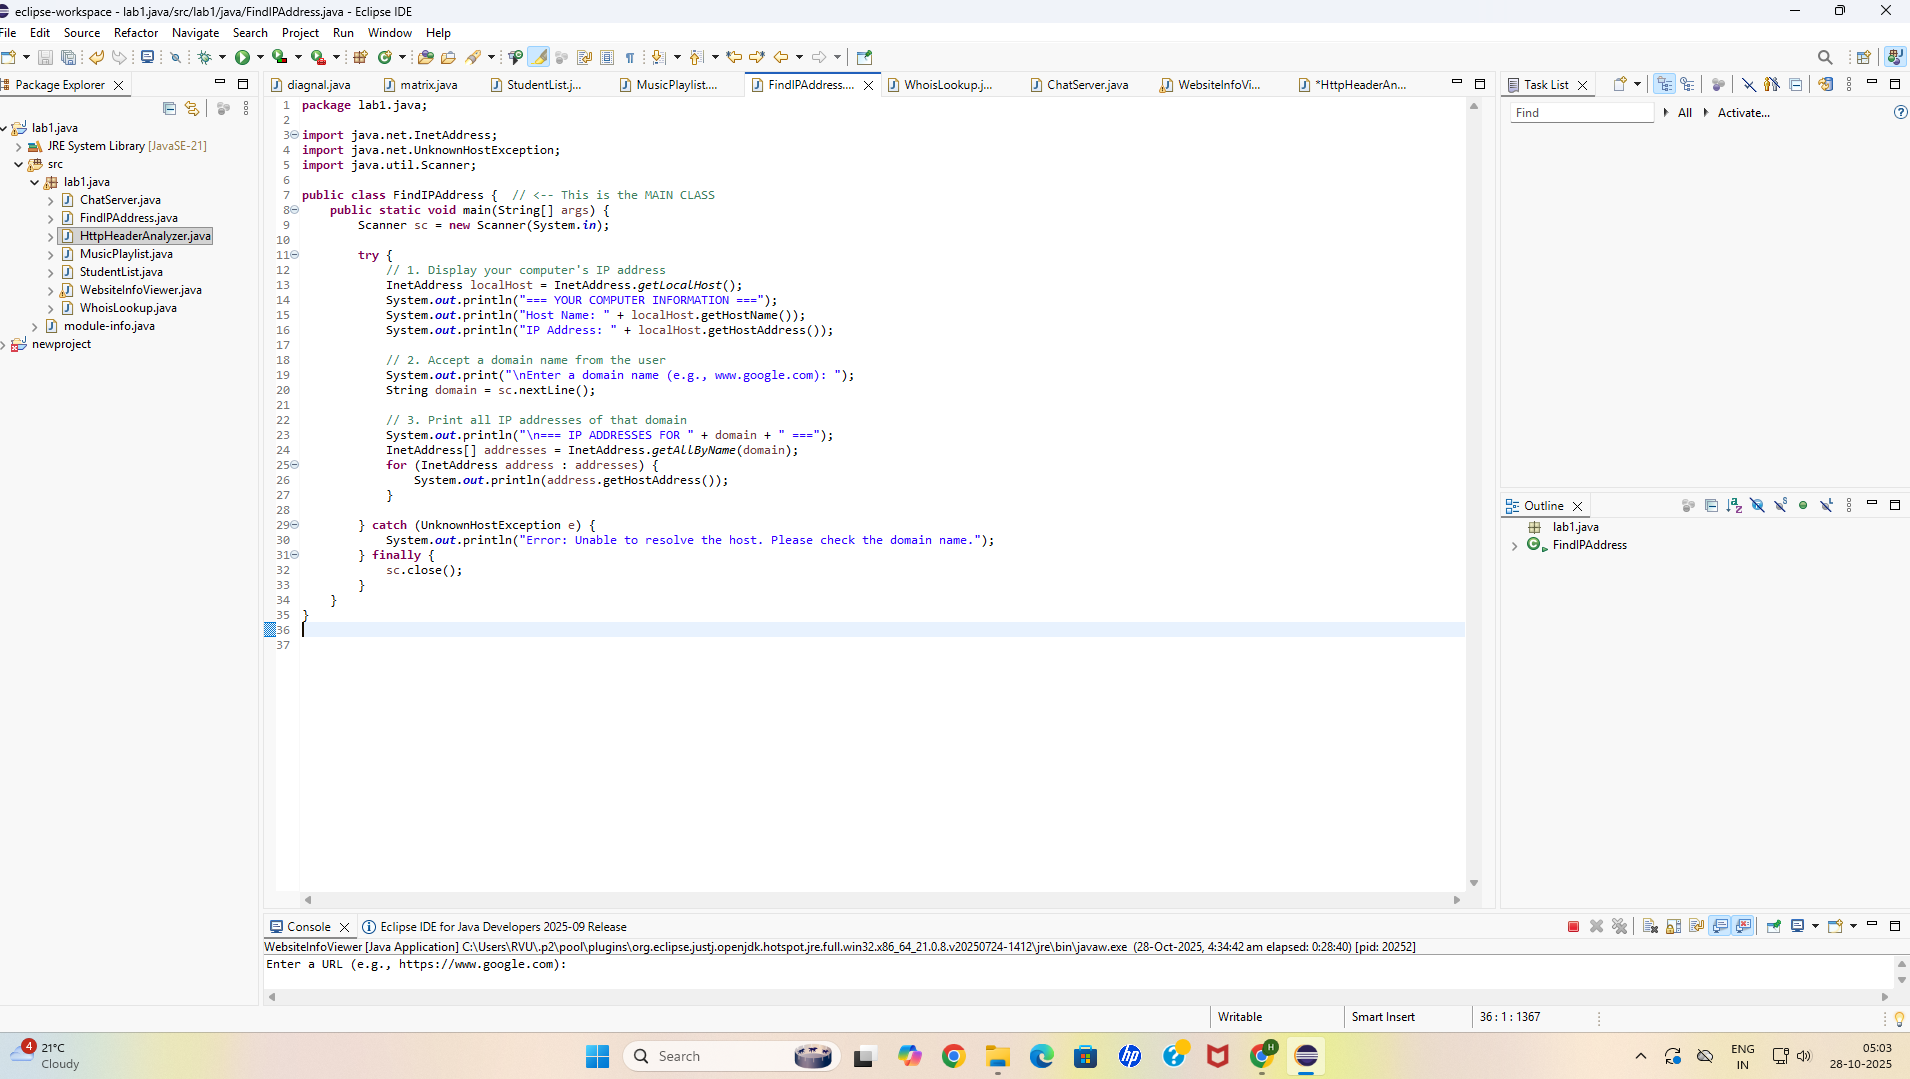 eclipse-workspace - lab1.java/src/lab1/java/FindIPAddress.java - Eclipse IDE
File Edit Source Refactor Navigate Search Project Run Window Help
Package Explorer
lab1.java
JRE System Library [JavaSE-21]
src
lab1.java
ChatServer.java
FindIPAddress.java
HttpHeaderAnalyzer.java
MusicPlaylist.java
StudentList.java
WebsiteInfoViewer.java
WhoisLookup.java
module-info.java
newproject
diagnal.java matrix.java StudentList.j... MusicPlaylist.... FindIPAddress.... WhoisLookup.j... ChatServer.java WebsiteInfoVi... *HttpHeaderAn...
1 package lab1.java;
2
3 import java.net.InetAddress;
4 import java.net.UnknownHostException;
5 import java.util.Scanner;
6
7 public class FindIPAddress {  // <-- This is the MAIN CLASS
8     public static void main(String[] args) {
9         Scanner sc = new Scanner(System.in);
10
11         try {
12             // 1. Display your computer's IP address
13             InetAddress localHost = InetAddress.getLocalHost();
14             System.out.println("=== YOUR COMPUTER INFORMATION ===");
15             System.out.println("Host Name: " + localHost.getHostName());
16             System.out.println("IP Address: " + localHost.getHostAddress());
17
18             // 2. Accept a domain name from the user
19             System.out.print("\nEnter a domain name (e.g., www.google.com): ");
20             String domain = sc.nextLine();
21
22             // 3. Print all IP addresses of that domain
23             System.out.println("\n=== IP ADDRESSES FOR " + domain + " ===");
24             InetAddress[] addresses = InetAddress.getAllByName(domain);
25             for (InetAddress address : addresses) {
26                 System.out.println(address.getHostAddress());
27             }
28
29         } catch (UnknownHostException e) {
30             System.out.println("Error: Unable to resolve the host. Please check the domain name.");
31         } finally {
32             sc.close();
33         }
34     }
35 }
36
37
Task List
Find All Activate...
Outline
lab1.java
FindIPAddress
Console Eclipse IDE for Java Developers 2025-09 Release
WebsiteInfoViewer [Java Application] C:\Users\RVU\.p2\pool\plugins\org.eclipse.justj.openjdk.hotspot.jre.full.win32.x86_64_21.0.8.v20250724-1412\jre\bin\javaw.exe (28-Oct-2025, 4:34:42 am elapsed: 0:28:40) [pid: 20252]
Enter a URL (e.g., https://www.google.com):
Writable Smart Insert 36 : 1 : 1367
4 21°C
Cloudy
Search
hp
H
ENG
IN
05:03
28-10-2025